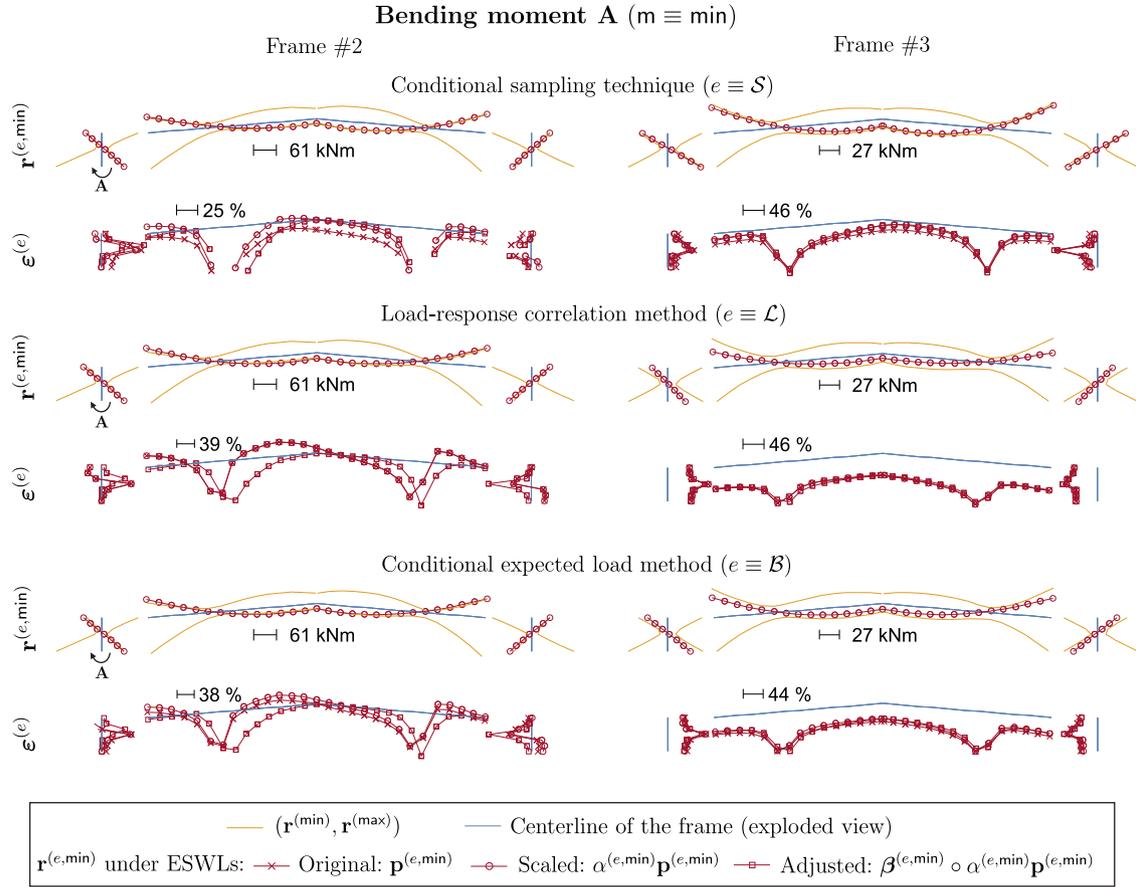 Bending moment A (m ≡ min)
Frame #2
Frame #3
Conditional sampling technique (e ≡ 𝒮)
r^(e,min)
61 kNm
27 kNm
A
ε^(e)
25 %
46 %
Load-response correlation method (e ≡ ℒ)
r^(e,min)
61 kNm
27 kNm
A
ε^(e)
39 %
46 %
Conditional expected load method (e ≡ ℬ)
r^(e,min)
61 kNm
27 kNm
A
ε^(e)
38 %
44 %
(r^(min), r^(max))
Centerline of the frame (exploded view)
r^(e,min) under ESWLs: Original: p^(e,min) Scaled: α^(e,min)p^(e,min) Adjusted: β^(e,min) ∘ α^(e,min)p^(e,min)